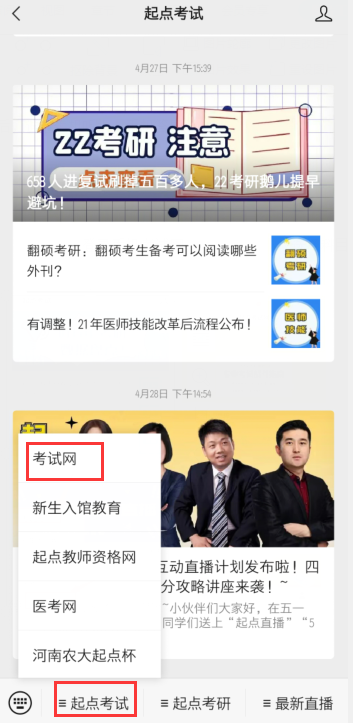 起点考试
4月27日 下午15:39
22考研 注意
658人进复试刷掉五百多人，22考研鹅儿提早
避坑！
翻硕考研：翻硕考生备考可以阅读哪些
外刊？
翻硕
考研
有调整！21年医师技能改革后流程公布！
医师
技能
4月28日 下午14:54
互动直播计划发布啦！四
分攻略讲座来袭！~
~小伙伴们大家好，在五一
同学们送上“起点直播”“5
考试网
新生入馆教育
起点教师资格网
医考网
河南农大起点杯
≡ 起点考试
≡ 起点考研
≡ 最新直播